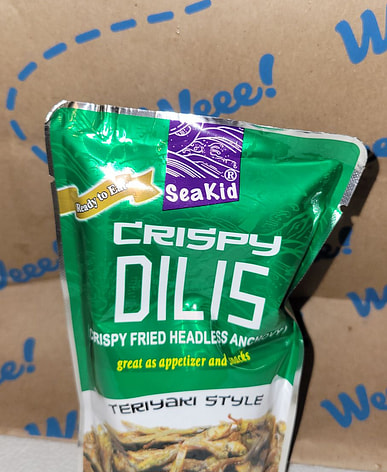 Weee!
Weee!
Weee!
Weee!
SeaKid®
Ready to Eat
CRISPY
DILIS
CRISPY FRIED HEADLESS ANCHOVY
great as appetizer and snacks
TERIYAKI STYLE